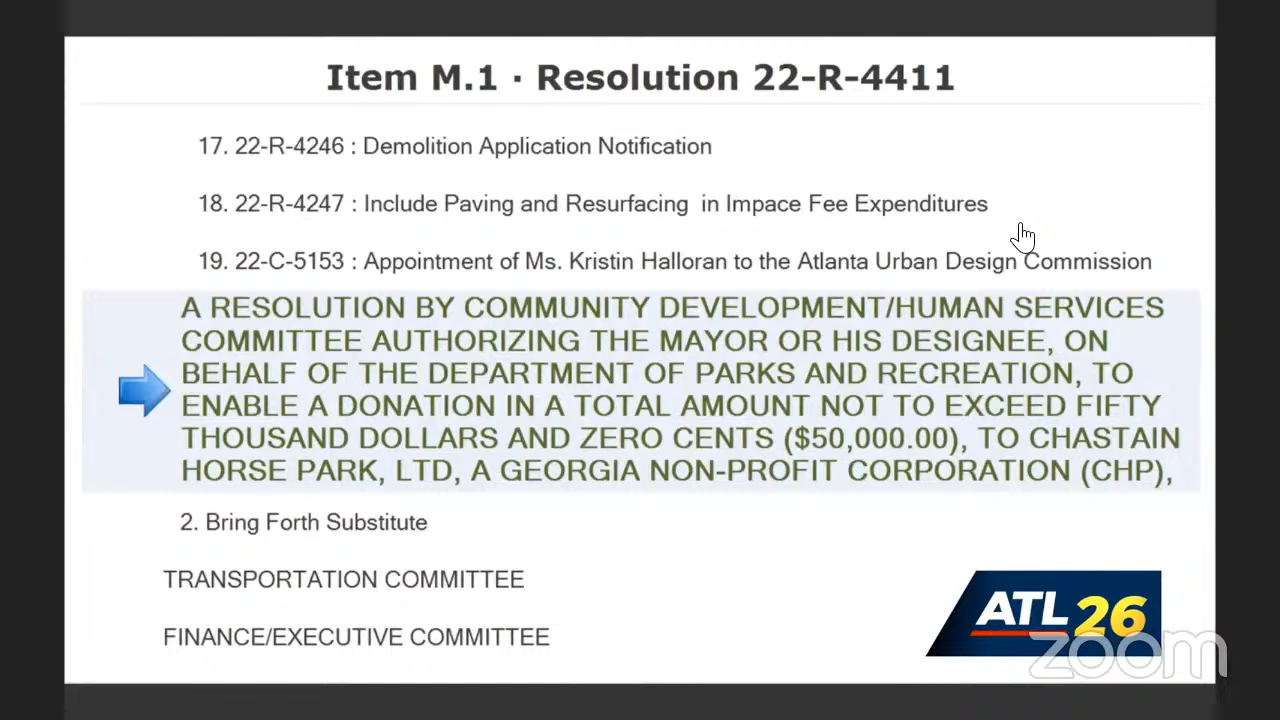 Item M.1 · Resolution 22-R-4411
17. 22-R-4246 : Demolition Application Notification
18. 22-R-4247 : Include Paving and Resurfacing in Impace Fee Expenditures
19. 22-C-5153 : Appointment of Ms. Kristin Halloran to the Atlanta Urban Design Commission
A RESOLUTION BY COMMUNITY DEVELOPMENT/HUMAN SERVICES
COMMITTEE AUTHORIZING THE MAYOR OR HIS DESIGNEE, ON
BEHALF OF THE DEPARTMENT OF PARKS AND RECREATION, TO
ENABLE A DONATION IN A TOTAL AMOUNT NOT TO EXCEED FIFTY
THOUSAND DOLLARS AND ZERO CENTS ($50,000.00), TO CHASTAIN
HORSE PARK, LTD, A GEORGIA NON-PROFIT CORPORATION (CHP),
2. Bring Forth Substitute
TRANSPORTATION COMMITTEE
FINANCE/EXECUTIVE COMMITTEE
ATL 26
zoom